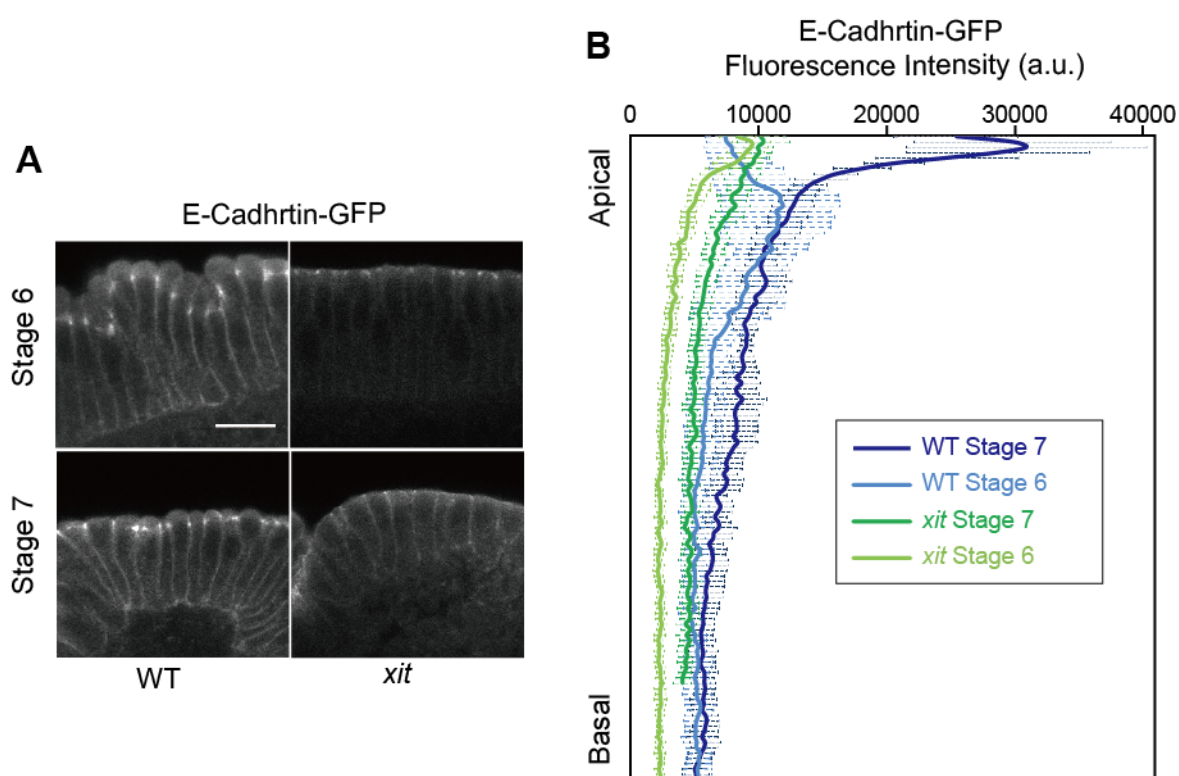 A
E-Cadhrtin-GFP
Stage 6
Stage 7
WT
xit
B
E-Cadhrtin-GFP
Fluorescence Intensity (a.u.)
0 10000 20000 30000 40000
Apical
Basal
WT Stage 7
WT Stage 6
xit Stage 7
xit Stage 6